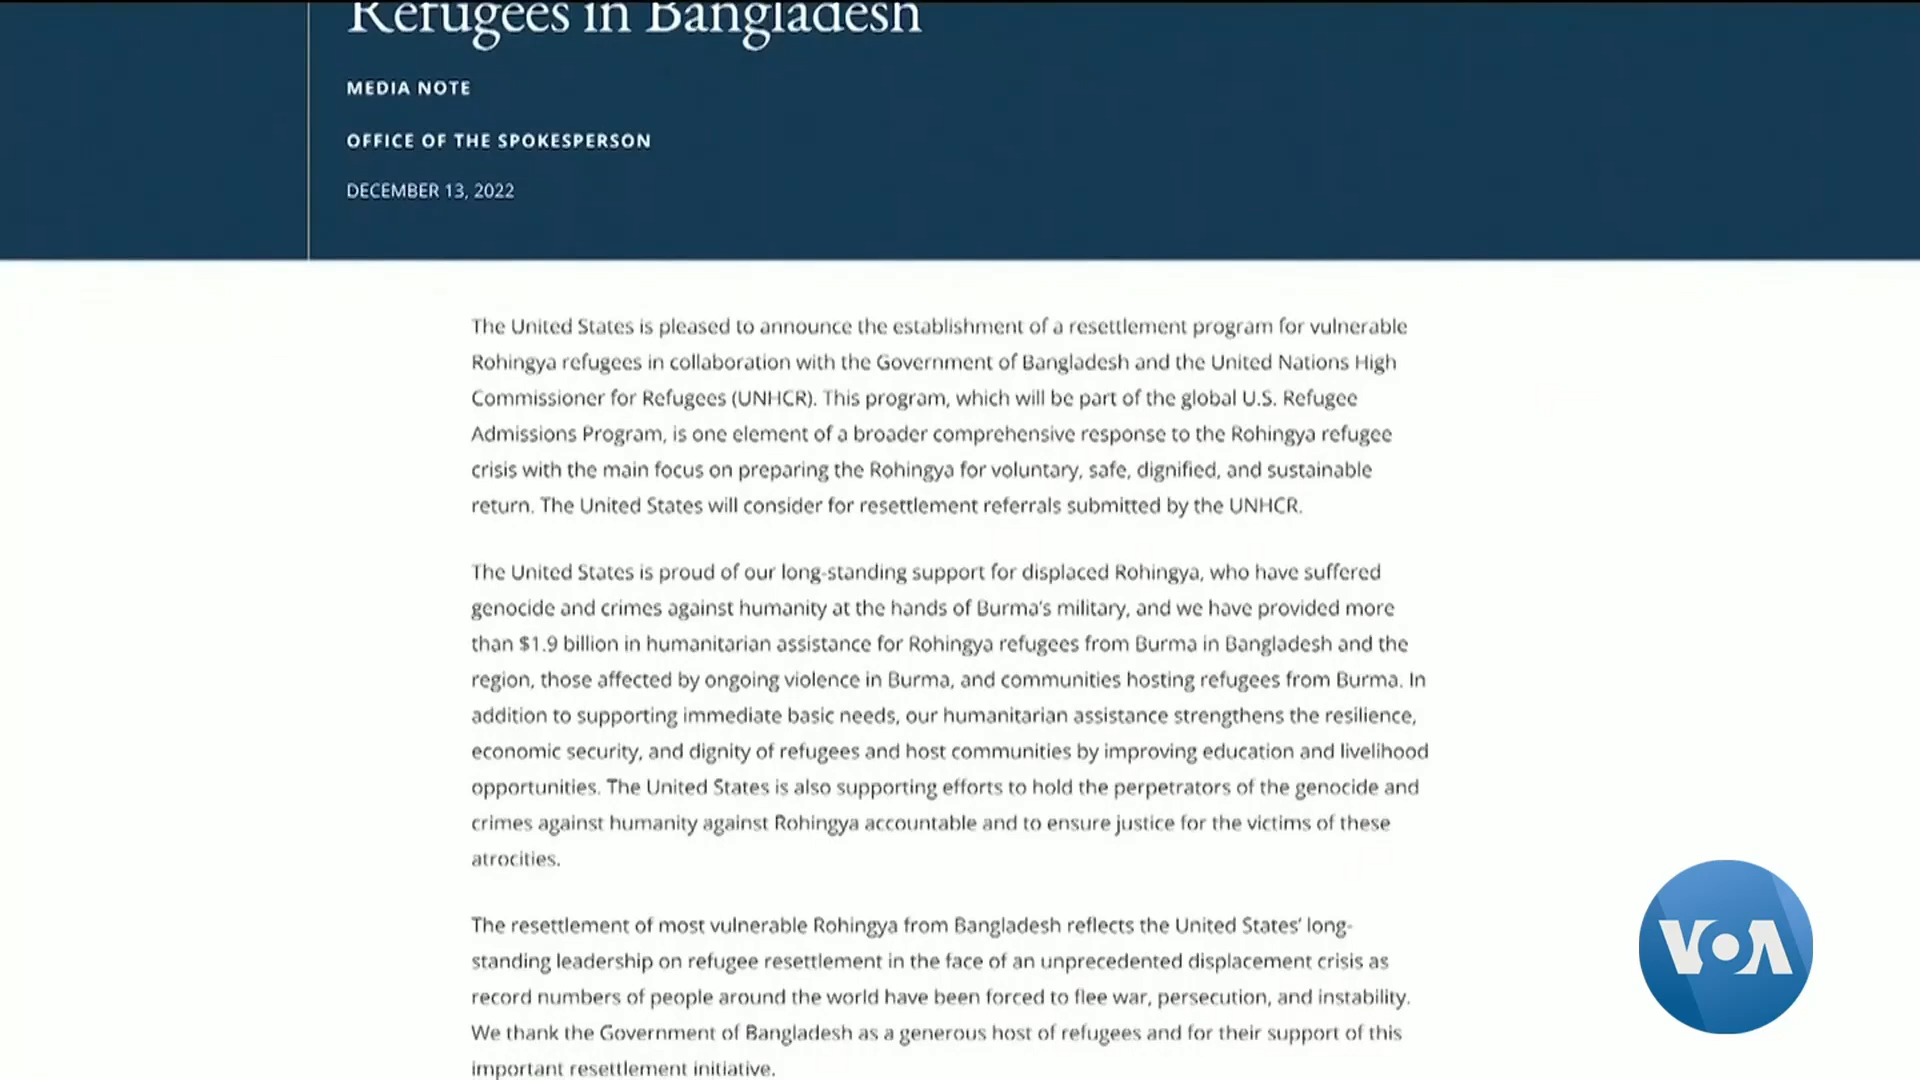 Refugees in Bangladesh
MEDIA NOTE
OFFICE OF THE SPOKESPERSON
DECEMBER 13, 2022
The United States is pleased to announce the establishment of a resettlement program for vulnerable
Rohingya refugees in collaboration with the Government of Bangladesh and the United Nations High
Commissioner for Refugees (UNHCR). This program, which will be part of the global U.S. Refugee
Admissions Program, is one element of a broader comprehensive response to the Rohingya refugee
crisis with the main focus on preparing the Rohingya for voluntary, safe, dignified, and sustainable
return. The United States will consider for resettlement referrals submitted by the UNHCR.
The United States is proud of our long-standing support for displaced Rohingya, who have suffered
genocide and crimes against humanity at the hands of Burma's military, and we have provided more
than $1.9 billion in humanitarian assistance for Rohingya refugees from Burma in Bangladesh and the
region, those affected by ongoing violence in Burma, and communities hosting refugees from Burma. In
addition to supporting immediate basic needs, our humanitarian assistance strengthens the resilience,
economic security, and dignity of refugees and host communities by improving education and livelihood
opportunities. The United States is also supporting efforts to hold the perpetrators of the genocide and
crimes against humanity against Rohingya accountable and to ensure justice for the victims of these
atrocities.
The resettlement of most vulnerable Rohingya from Bangladesh reflects the United States' long-
standing leadership on refugee resettlement in the face of an unprecedented displacement crisis as
record numbers of people around the world have been forced to flee war, persecution, and instability.
We thank the Government of Bangladesh as a generous host of refugees and for their support of this
important resettlement initiative.
VOA